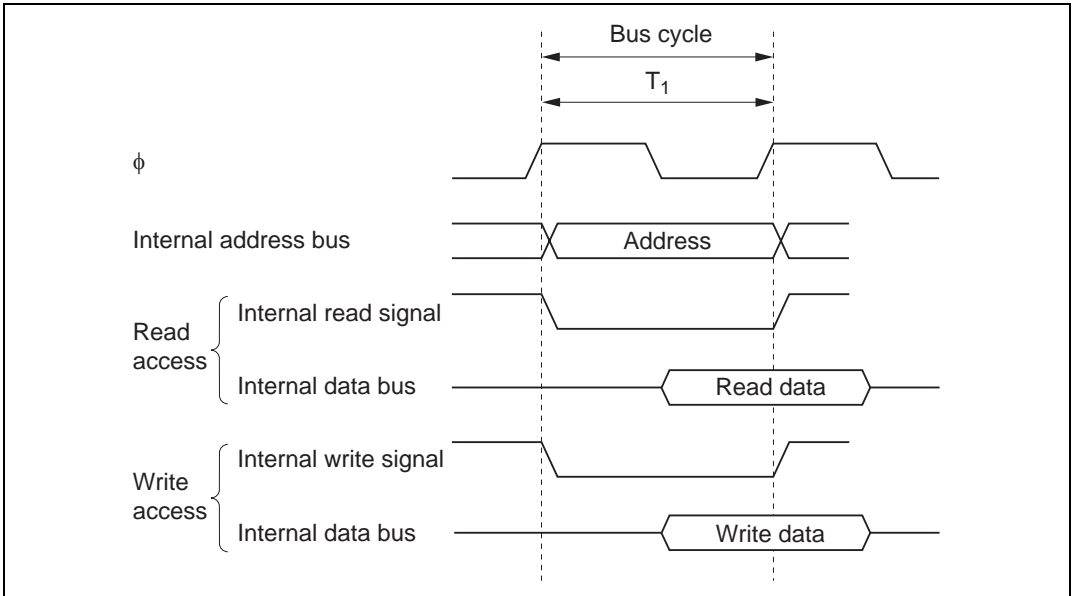 Bus cycle
T₁
ϕ
Internal address bus
Address
Read
access
Internal read signal
Internal data bus
Read data
Write
access
Internal write signal
Internal data bus
Write data